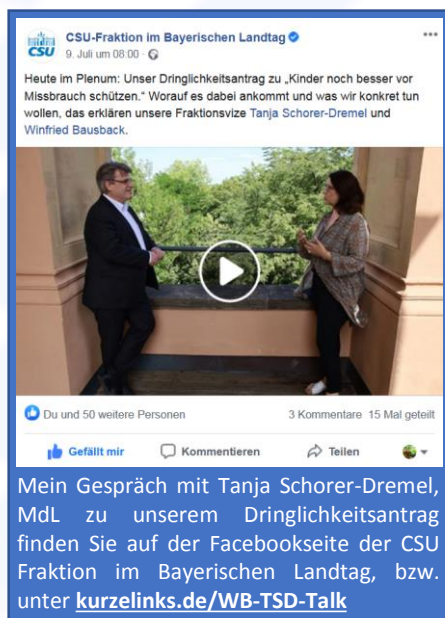 CSU
CSU-Fraktion im Bayerischen Landtag
9. Juli um 08:00 ·
Heute im Plenum: Unser Dringlichkeitsantrag zu „Kinder noch besser vor
Missbrauch schützen.“ Worauf es dabei ankommt und was wir konkret tun
wollen, das erklären unsere Fraktionsvize Tanja Schorer-Dremel und
Winfried Bausback.
Du und 50 weitere Personen 3 Kommentare 15 Mal geteilt
Gefällt mir Kommentieren Teilen
Mein Gespräch mit Tanja Schorer-Dremel,
MdL zu unserem Dringlichkeitsantrag
finden Sie auf der Facebookseite der CSU
Fraktion im Bayerischen Landtag, bzw.
unter kurzelinks.de/WB-TSD-Talk